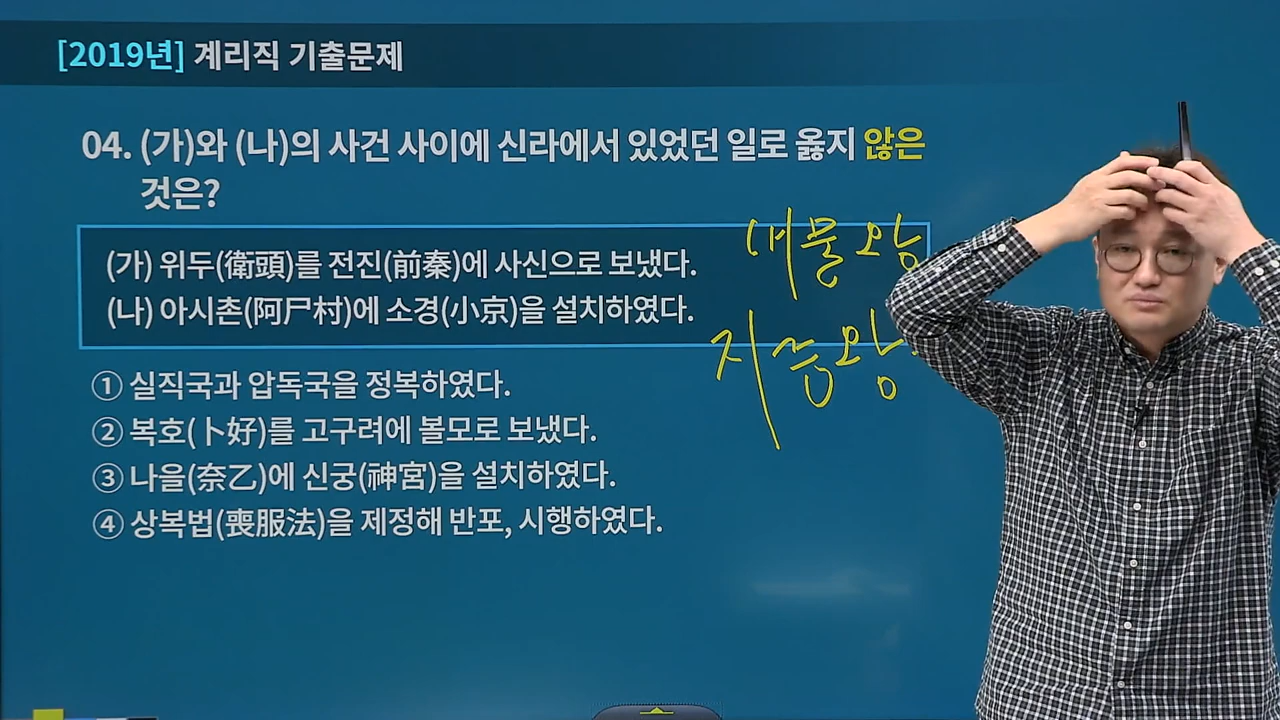 [2019년] 계리직 기출문제
04. (가)와 (나)의 사건 사이에 신라에서 있었던 일로 옳지 않은
것은?
(가) 위두(衛頭)를 전진(前秦)에 사신으로 보냈다.
내물왕
(나) 아시촌(阿尸村)에 소경(小京)을 설치하였다.
지증왕
① 실직국과 압독국을 정복하였다.
② 복호(卜好)를 고구려에 볼모로 보냈다.
③ 나을(奈乙)에 신궁(神宮)을 설치하였다.
④ 상복법(喪服法)을 제정해 반포, 시행하였다.